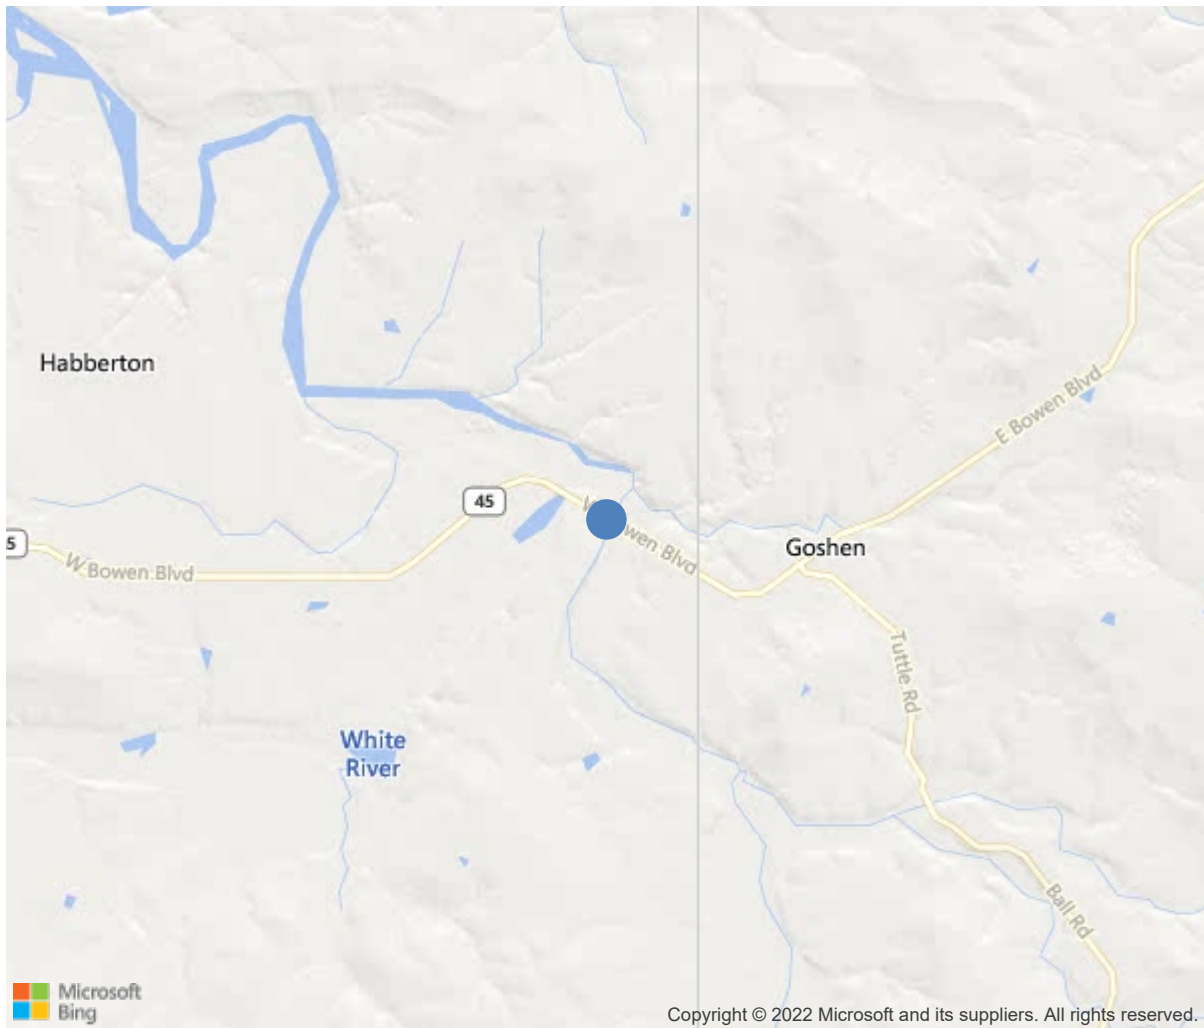 Habberton
E Bowen Blvd
45
W Bowen Blvd
Goshen
5
W Bowen Blvd
Tuttle Rd
White
River
Ball Rd
Microsoft
Bing
Copyright © 2022 Microsoft and its suppliers. All rights reserved.